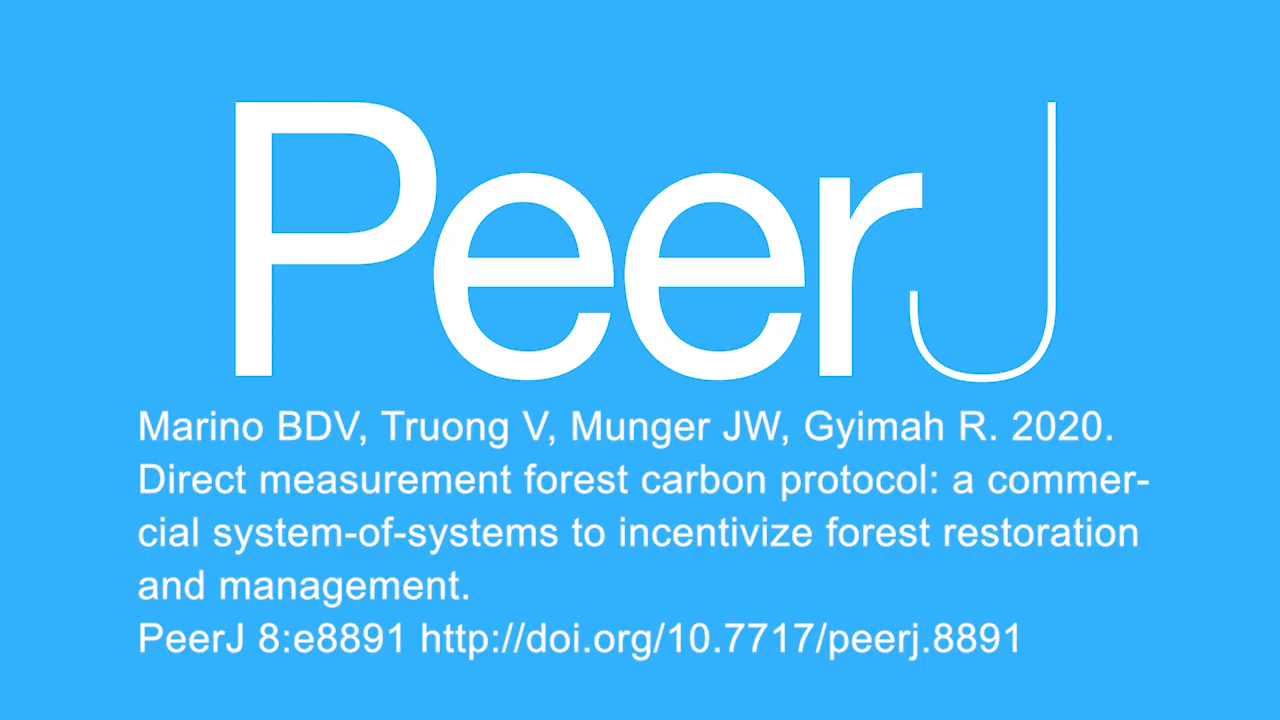 PeerJ
Marino BDV, Truong V, Munger JW, Gyimah R. 2020.
Direct measurement forest carbon protocol: a commer-
cial system-of-systems to incentivize forest restoration
and management.
PeerJ 8:e8891 http://doi.org/10.7717/peerj.8891